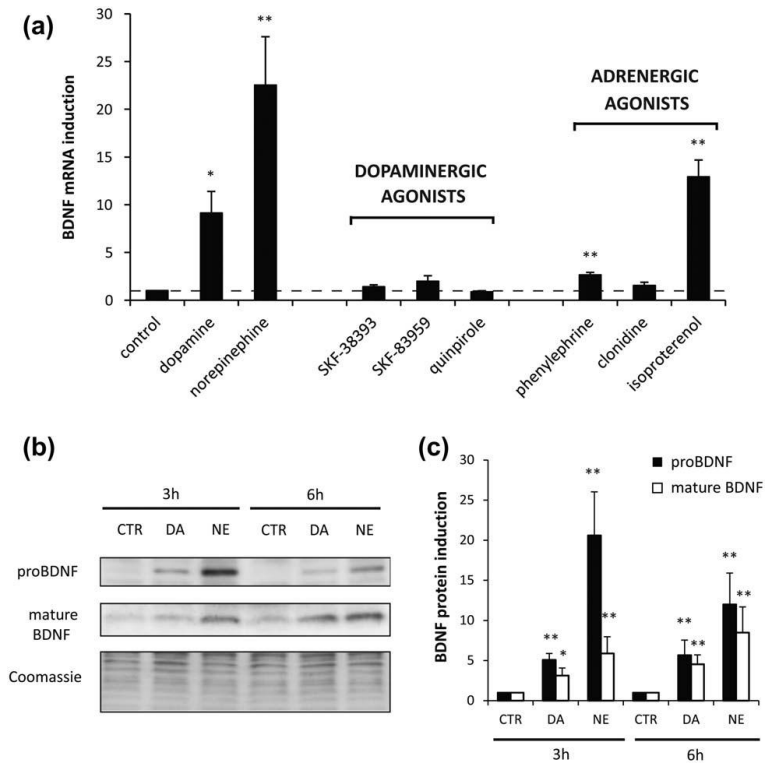 (a)
BDNF mRNA induction
30
25
20
15
10
5
0
*
**
**
**
DOPAMINERGIC
AGONISTS
ADRENERGIC
AGONISTS
control
dopamine
norepinephine
SKF-38393
SKF-83959
quinpirole
phenylephrine
clonidine
isoproterenol
(b)
3h 6h
CTR DA NE CTR DA NE
proBDNF
mature
BDNF
Coomassie
(c)
proBDNF
mature BDNF
BDNF protein induction
30
25
20
15
10
5
0
** * ** ** ** ** ** **
CTR DA NE CTR DA NE
3h 6h